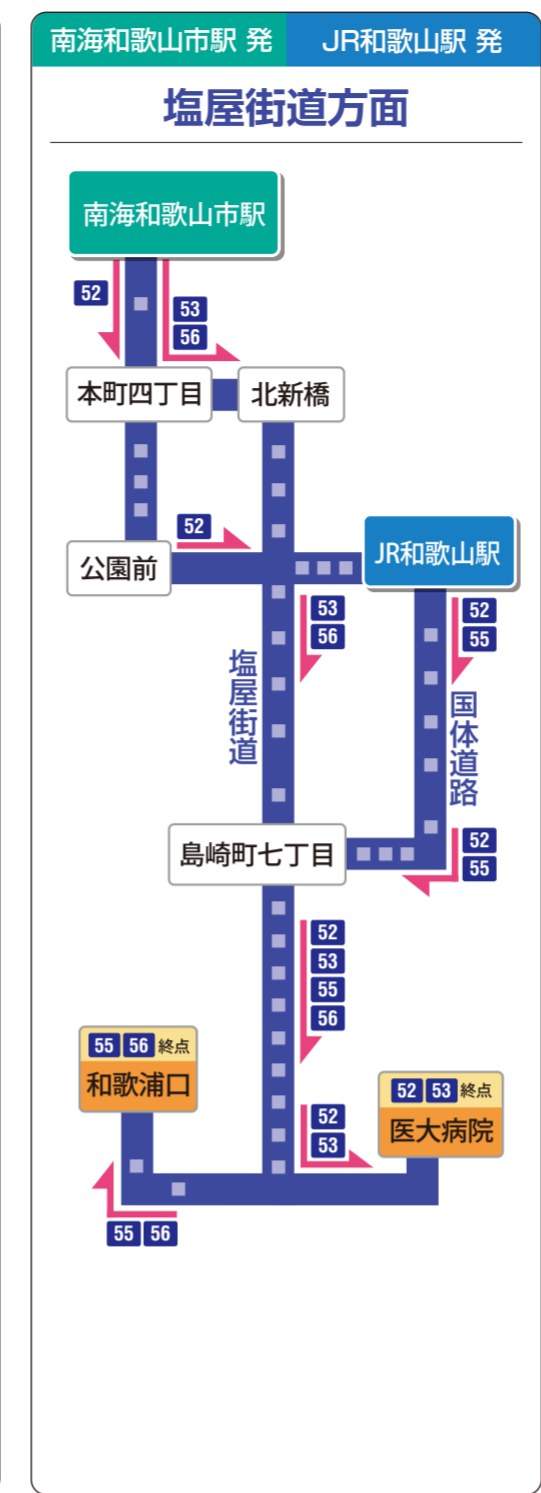 南海和歌山市駅 発
JR和歌山駅 発
塩屋街道方面
南海和歌山市駅
52
53
56
本町四丁目
北新橋
52
公園前
JR和歌山駅
53
56
52
55
塩屋街道
国体道路
島崎町七丁目
52
55
52
53
55
56
55 56 終点
和歌浦口
52 53 終点
医大病院
52
53
55 56